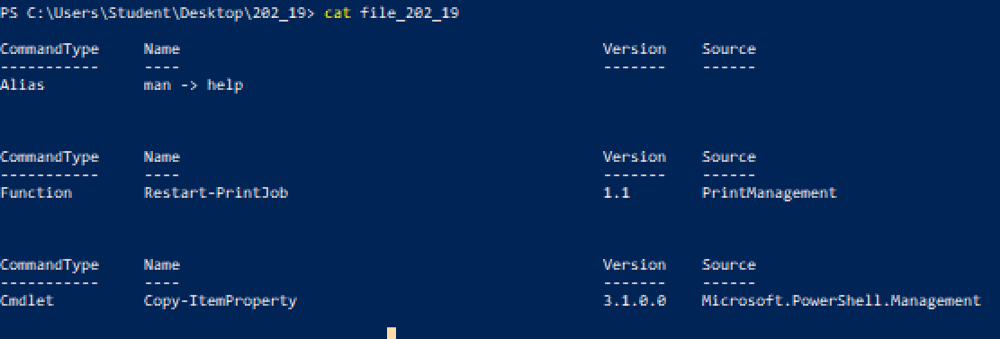 PS C:\Users\Student\Desktop\202_19> cat file_202_19
CommandType     Name                                               Version    Source
-----------     ----                                               -------    ------
Alias           man -> help
CommandType     Name                                               Version    Source
-----------     ----                                               -------    ------
Function        Restart-PrintJob                                   1.1        PrintManagement
CommandType     Name                                               Version    Source
-----------     ----                                               -------    ------
Cmdlet          Copy-ItemProperty                                  3.1.0.0    Microsoft.PowerShell.Management